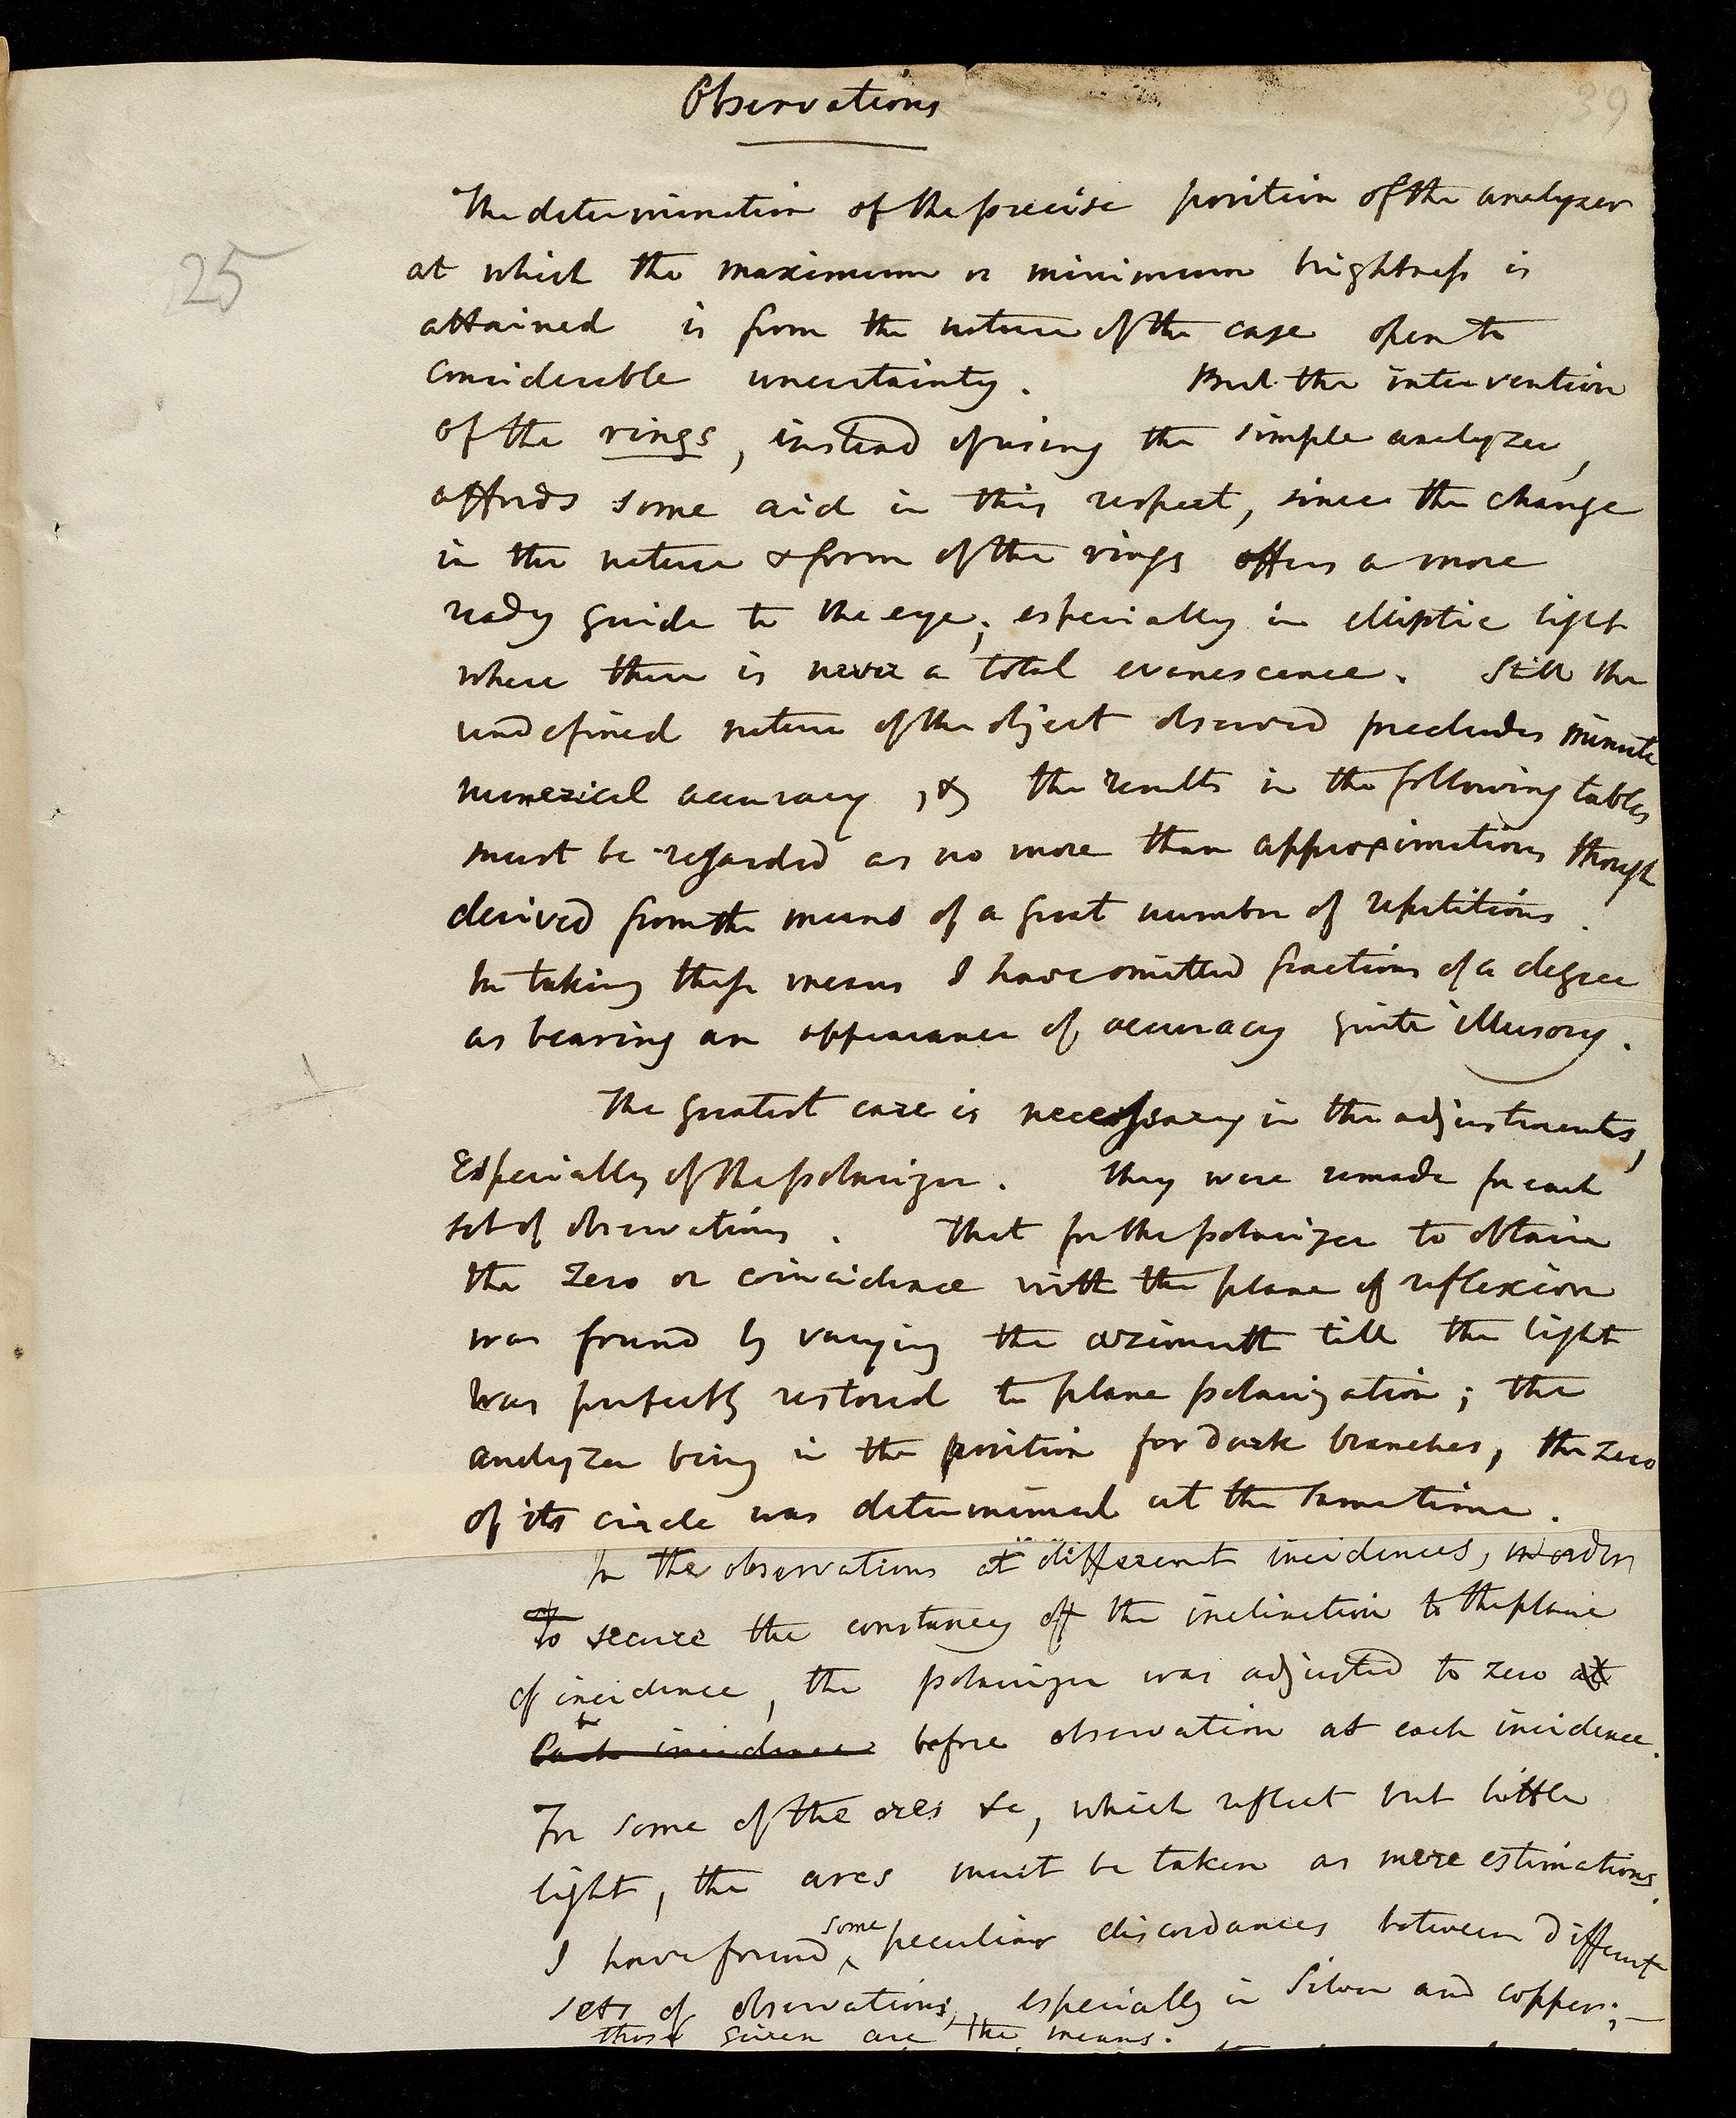 Observations
39
The determination of the precise position of the analyzer
25
at which the maximum or minimum brightness is
attained is from the nature of the case open to
considerable uncertainty. But the intervention
of the rings, instead of using the simple analyzer,
affords some aid in this respect, since the change
in the nature & form of the rings offers a more
ready guide to the eye; especially in elliptic light
where there is never a total evanescence. Still the
undefined nature of the object observed precludes minute
numerical accuracy, & the results in the following tables
must be regarded as no more than approximations though
derived from the means of a great number of repetitions.
In taking these means I have omitted fractions of a degree
as bearing an appearance of accuracy quite illusory.
The greatest care is necessary in the adjustments,
Especially of the polarizer. They were remade for each
set of observations. That for the polarizer to obtain
the zero or coincidence with the plane of reflexion
was found by varying the azimuth till the light
was perfectly restored to plane polarization; the
analyzer being in the position for dark branches, the zero
of its circle was determined at the same time.
In the observations at different incidences, in order
to secure the constancy of the inclination to the plane
of incidence, the polarizer was adjusted to zero at
Each incidence before observation at each incidence.
For some of the ores &c, which reflect but little
light, the arcs must be taken as mere estimations.
I have found some peculiar discordances between different
sets of observations, especially in Silver and copper;—
those given are the means.